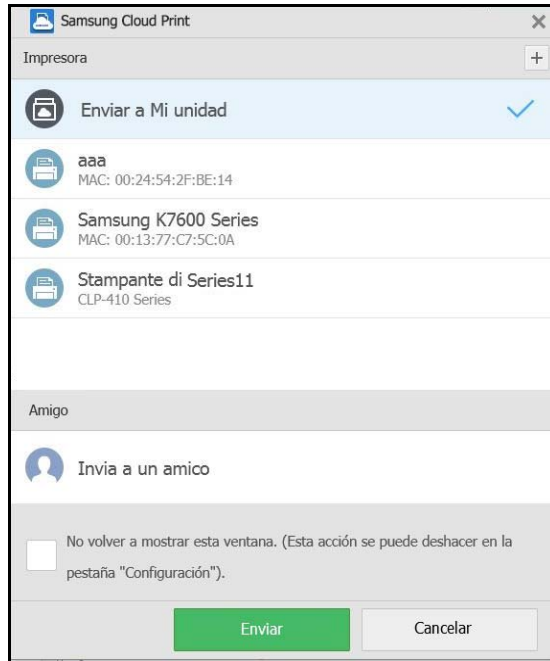 Samsung Cloud Print
Impresora
Enviar a Mi unidad
aaa
MAC: 00:24:54:2F:BE:14
Samsung K7600 Series
MAC: 00:13:77:C7:5C:0A
Stampante di Series11
CLP-410 Series
Amigo
Invia a un amico
No volver a mostrar esta ventana. (Esta acción se puede deshacer en la
pestaña "Configuración").
Enviar
Cancelar